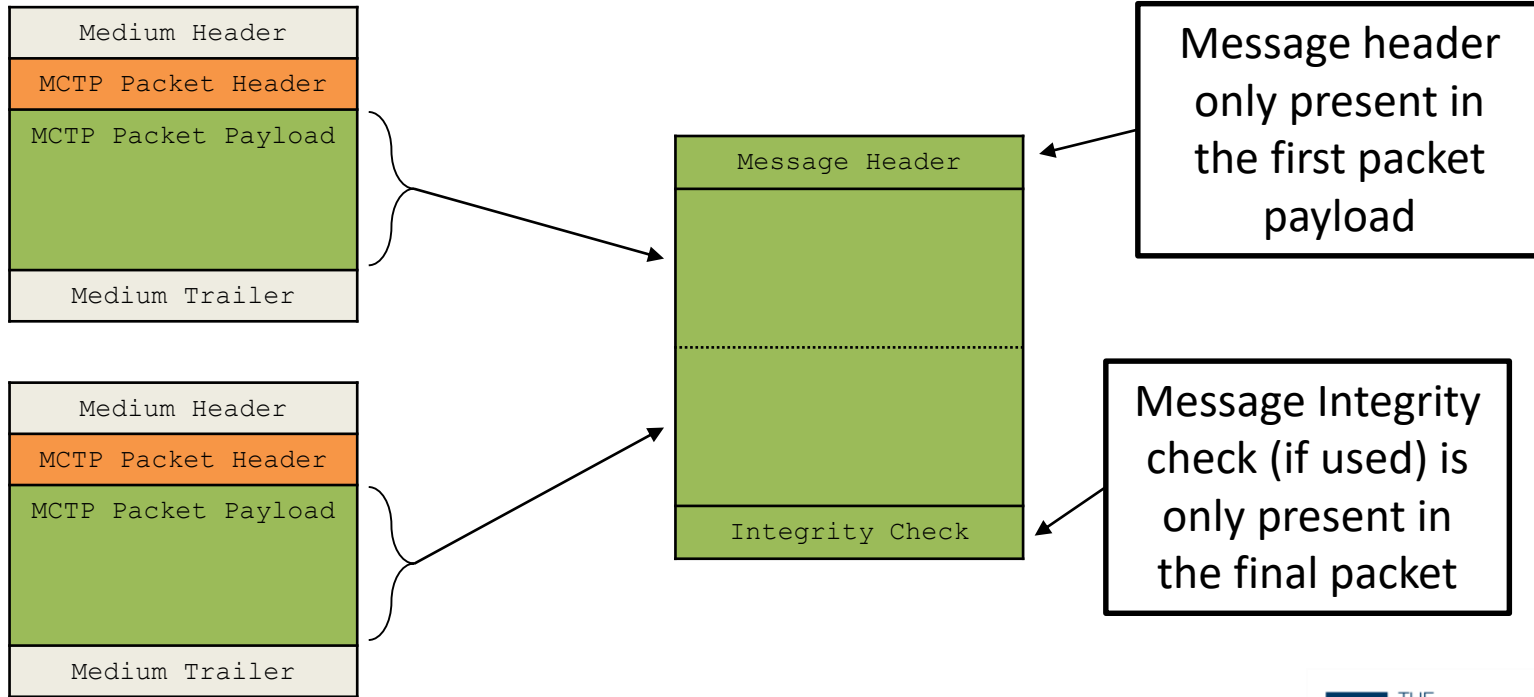 Medium Header
MCTP Packet Header
MCTP Packet Payload
Medium Trailer
Medium Header
MCTP Packet Header
MCTP Packet Payload
Medium Trailer
Message Header
Integrity Check
Message header
only present in
the first packet
payload
Message Integrity
check (if used) is
only present in
the final packet
THE